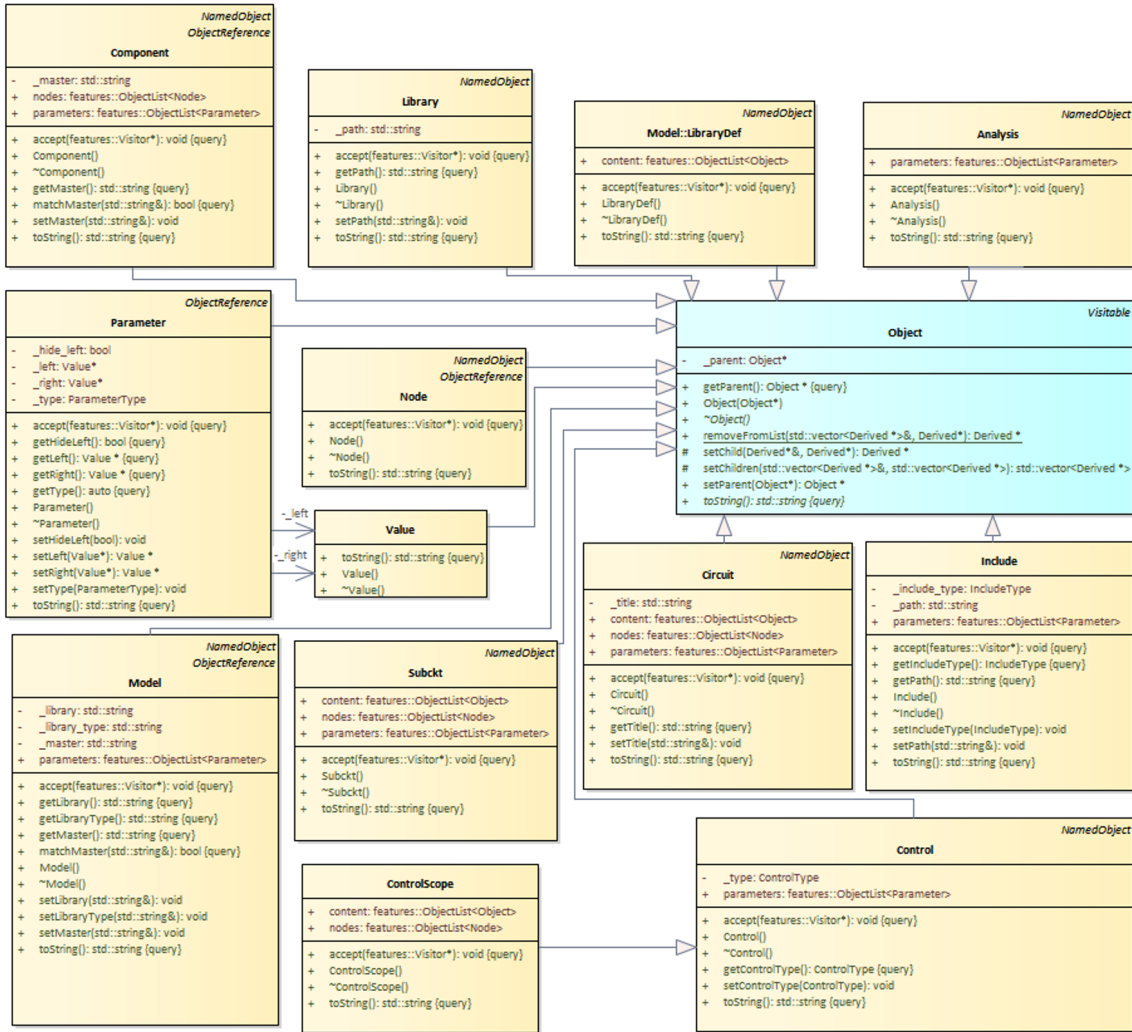 NamedObject
ObjectReference
Component
- _master: std::string
+ nodes: features::ObjectList<Node>
+ parameters: features::ObjectList<Parameter>
+ accept(features::Visitor*): void {query}
+ Component()
+ ~Component()
+ getMaster(): std::string {query}
+ matchMaster(std::string&): bool {query}
+ setMaster(std::string&): void
+ toString(): std::string {query}
NamedObject
Library
- _path: std::string
+ accept(features::Visitor*): void {query}
+ getPath(): std::string {query}
+ Library()
+ ~Library()
+ setPath(std::string&): void
+ toString(): std::string {query}
NamedObject
Model::LibraryDef
+ content: features::ObjectList<Object>
+ accept(features::Visitor*): void {query}
+ LibraryDef()
+ ~LibraryDef()
+ toString(): std::string {query}
NamedObject
Analysis
+ parameters: features::ObjectList<Parameter>
+ accept(features::Visitor*): void {query}
+ Analysis()
+ ~Analysis()
+ toString(): std::string {query}
ObjectReference
Parameter
- _hide_left: bool
- _left: Value*
- _right: Value*
- _type: ParameterType
+ accept(features::Visitor*): void {query}
+ getHideLeft(): bool {query}
+ getLeft(): Value * {query}
+ getRight(): Value * {query}
+ getType(): auto {query}
+ Parameter()
+ ~Parameter()
+ setHideLeft(bool): void
+ setLeft(Value*): Value *
+ setRight(Value*): Value *
+ setType(ParameterType): void
+ toString(): std::string {query}
NamedObject
ObjectReference
Node
+ accept(features::Visitor*): void {query}
+ Node()
+ ~Node()
+ toString(): std::string {query}
Visitable
Object
- _parent: Object*
+ getParent(): Object * {query}
+ Object(Object*)
+ ~Object()
+ removeFromList(std::vector<Derived *>&, Derived*): Derived *
# setChild(Derived*&, Derived*): Derived *
# setChildren(std::vector<Derived *>&, std::vector<Derived *>): std::vector<Derived *>
+ setParent(Object*): Object *
+ toString(): std::string {query}
-_left
-_right
Value
+ toString(): std::string {query}
+ Value()
+ ~Value()
NamedObject
Circuit
- _title: std::string
+ content: features::ObjectList<Object>
+ nodes: features::ObjectList<Node>
+ parameters: features::ObjectList<Parameter>
+ accept(features::Visitor*): void {query}
+ Circuit()
+ ~Circuit()
+ getTitle(): std::string {query}
+ setTitle(std::string&): void
+ toString(): std::string {query}
Include
- _include_type: IncludeType
- _path: std::string
+ parameters: features::ObjectList<Parameter>
+ accept(features::Visitor*): void {query}
+ getIncludeType(): IncludeType {query}
+ getPath(): std::string {query}
+ Include()
+ ~Include()
+ setIncludeType(IncludeType): void
+ setPath(std::string&): void
+ toString(): std::string {query}
NamedObject
ObjectReference
Model
- _library: std::string
- _library_type: std::string
- _master: std::string
+ parameters: features::ObjectList<Parameter>
+ accept(features::Visitor*): void {query}
+ getLibrary(): std::string {query}
+ getLibraryType(): std::string {query}
+ getMaster(): std::string {query}
+ matchMaster(std::string&): bool {query}
+ Model()
+ ~Model()
+ setLibrary(std::string&): void
+ setLibraryType(std::string&): void
+ setMaster(std::string&): void
+ toString(): std::string {query}
NamedObject
Subckt
+ content: features::ObjectList<Object>
+ nodes: features::ObjectList<Node>
+ parameters: features::ObjectList<Parameter>
+ accept(features::Visitor*): void {query}
+ Subckt()
+ ~Subckt()
+ toString(): std::string {query}
ControlScope
+ content: features::ObjectList<Object>
+ nodes: features::ObjectList<Node>
+ accept(features::Visitor*): void {query}
+ ControlScope()
+ ~ControlScope()
+ toString(): std::string {query}
NamedObject
Control
- _type: ControlType
+ parameters: features::ObjectList<Parameter>
+ accept(features::Visitor*): void {query}
+ Control()
+ ~Control()
+ getControlType(): ControlType {query}
+ setControlType(ControlType): void
+ toString(): std::string {query}